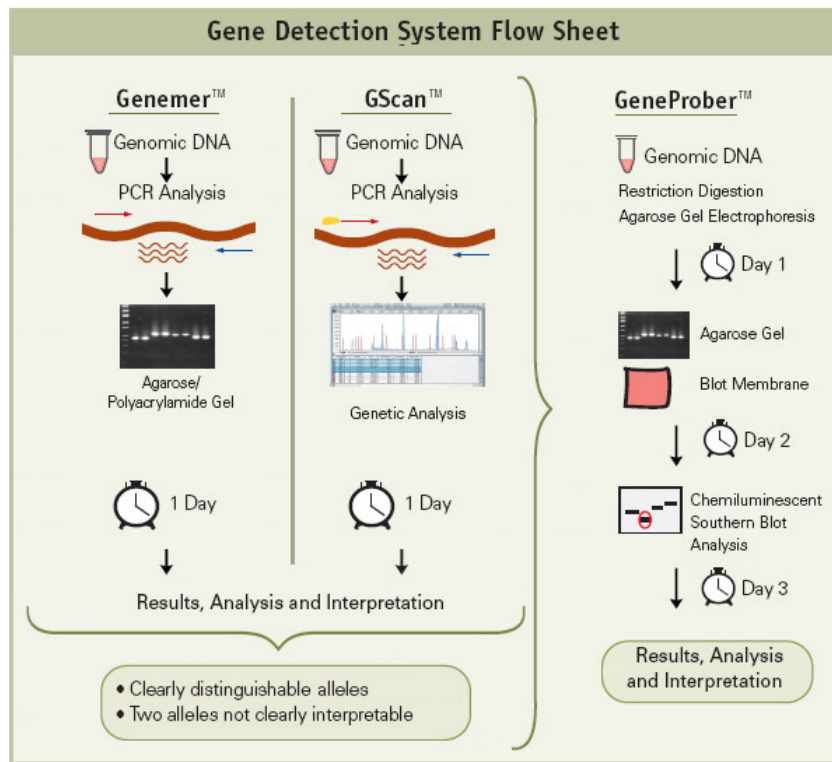 Gene Detection System Flow Sheet
Genemer™
Genomic DNA
PCR Analysis
Agarose/
Polyacrylamide Gel
1 Day
GScan™
Genomic DNA
PCR Analysis
Genetic Analysis
1 Day
Results, Analysis and Interpretation
• Clearly distinguishable alleles
• Two alleles not clearly interpretable
GeneProber™
Genomic DNA
Restriction Digestion
Agarose Gel Electrophoresis
Day 1
Agarose Gel
Blot Membrane
Day 2
Chemiluminescent
Southern Blot
Analysis
Day 3
Results, Analysis
and Interpretation